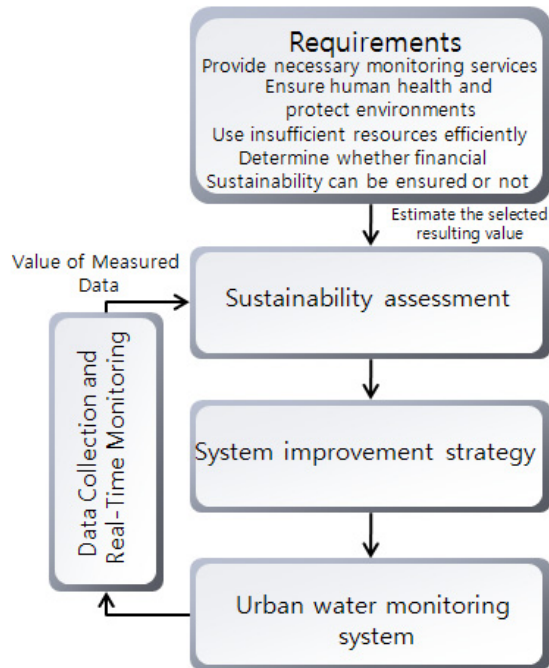 Requirements
Provide necessary monitoring services
Ensure human health and
protect environments
Use insufficient resources efficiently
Determine whether financial
Sustainability can be ensured or not
Estimate the selected
resulting value
Value of Measured
Data
Sustainability assessment
Data Collection and
Real-Time Monitoring
System improvement strategy
Urban water monitoring
system